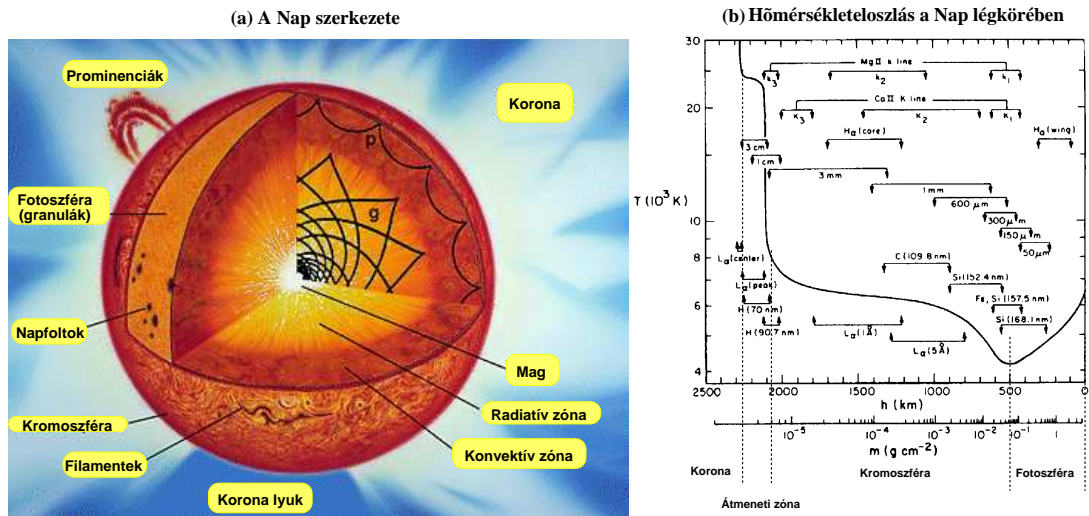 (a) A Nap szerkezete
Prominenciák
Korona
p
g
Fotoszféra
(granulák)
Napfoltok
Mag
Kromoszféra
Radiatív zóna
Filamentek
Konvektív zóna
Korona lyuk
(b) Hõmérsékleteloszlás a Nap légkörében
30
MgII k line
k3 k2 k1
20
CaII K line
K3 K2 K1
Hα(core) Hα(wing)
3 cm
1 cm
3 mm
T (10³ K)
1 mm
600 μm
300 μm
10
150 μm
50 μm
Lα(center)
8
C (109.8 nm)
Lα(peak)
Si(152.4 nm)
6
H (70 nm)
Fe, Si (157.5 nm)
H (90.7 nm)
Lα(1Å)
Si (168.1 nm)
5
Lα(5Å)
4
2500 2000 1500 1000 500 0
h (km)
10⁻⁵ 10⁻⁴ 10⁻³ 10⁻² 10⁻¹ 1
m (g cm⁻²)
Korona Kromoszféra Fotoszféra
Átmeneti zóna